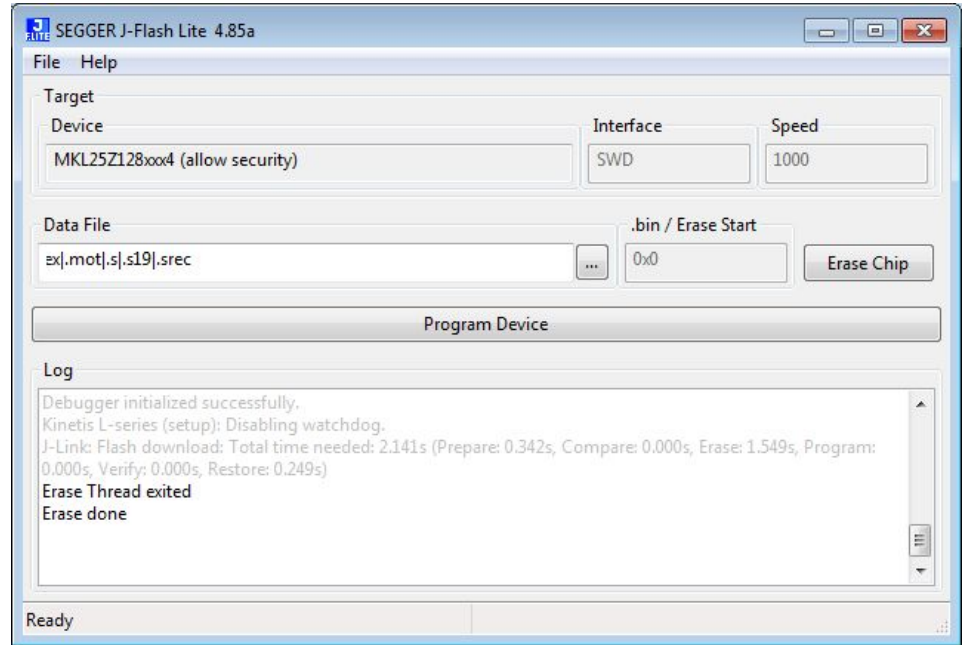 SEGGER J-Flash Lite 4.85a
File Help
Target
Device
Interface
Speed
MKL25Z128xxx4 (allow security)
SWD
1000
Data File
.bin / Erase Start
ex|.mot|.s|.s19|.srec
...
0x0
Erase Chip
Program Device
Log
Debugger initialized successfully.
Kinetis L-series (setup): Disabling watchdog.
J-Link: Flash download: Total time needed: 2.141s (Prepare: 0.342s, Compare: 0.000s, Erase: 1.549s, Program:
0.000s, Verify: 0.000s, Restore: 0.249s)
Erase Thread exited
Erase done
Ready